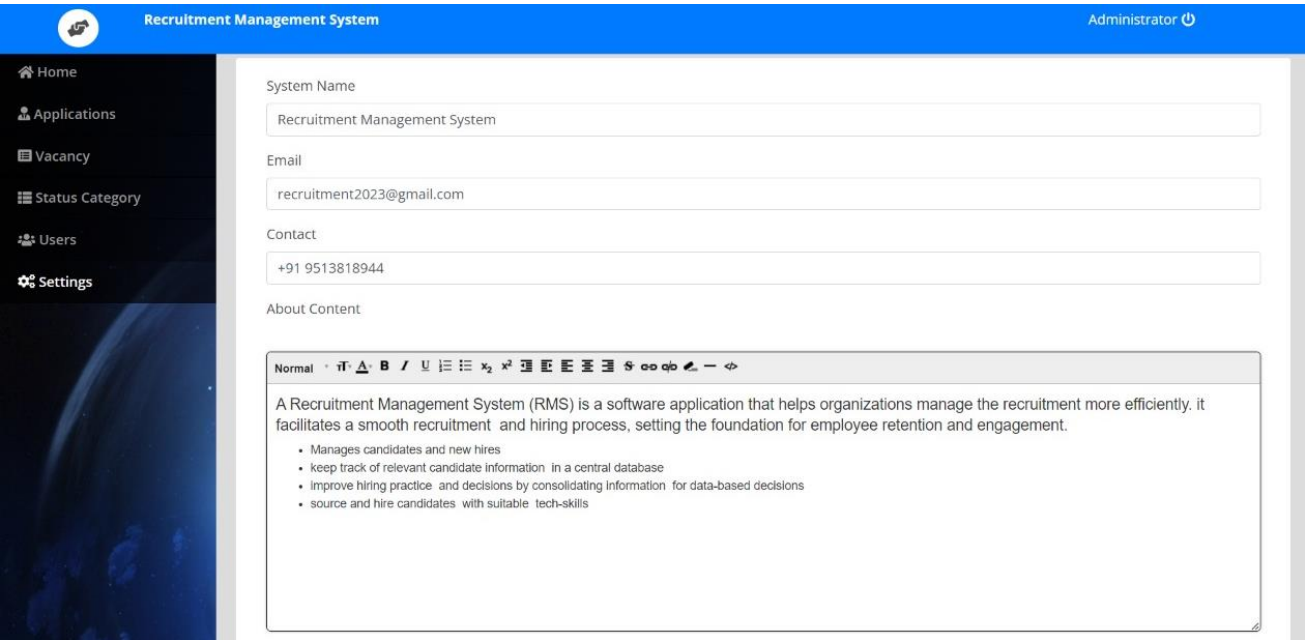 Recruitment Management System
Administrator
Home
Applications
Vacancy
Status Category
Users
Settings
System Name
Recruitment Management System
Email
recruitment2023@gmail.com
Contact
+91 9513818944
About Content
Normal
A Recruitment Management System (RMS) is a software application that helps organizations manage the recruitment more efficiently. it
facilitates a smooth recruitment  and hiring process, setting the foundation for employee retention and engagement.
• Manages candidates and new hires
• keep track of relevant candidate information  in a central database
• improve hiring practice  and decisions by consolidating information  for data-based decisions
• source and hire candidates  with suitable  tech-skills